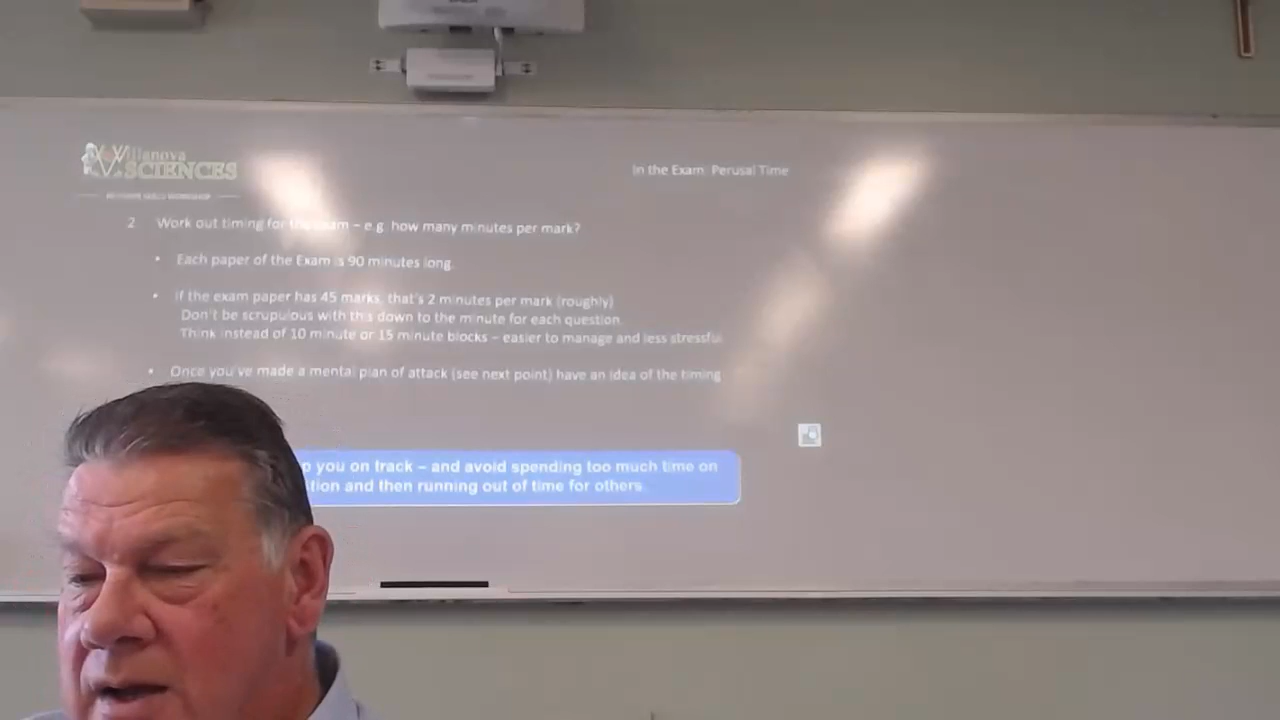 Villanova
SCIENCES
In the Exam: Perusal Time
2. Work out timing for the exam – e.g. how many minutes per mark?
• Each paper of the Exam is 90 minutes long.
• If the exam paper has 45 marks, that's 2 minutes per mark (roughly)
Don't be scrupulous with this down to the minute for each question.
Think instead of 10 minute or 15 minute blocks – easier to manage and less stressful
• Once you've made a mental plan of attack (see next point) have an idea of the timing
p you on track – and avoid spending too much time on
tion and then running out of time for others